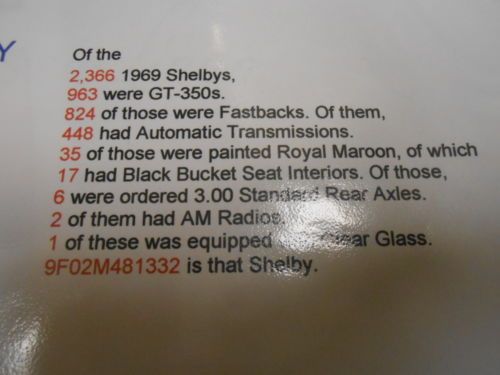 Y
Of the
2,366 1969 Shelbys,
963 were GT-350s.
824 of those were Fastbacks. Of them,
448 had Automatic Transmissions.
35 of those were painted Royal Maroon, of which
17 had Black Bucket Seat Interiors. Of those,
6 were ordered 3.00 Standard Rear Axles.
2 of them had AM Radios.
1 of these was equipped Glass.
9F02M481332 is that Shelby.